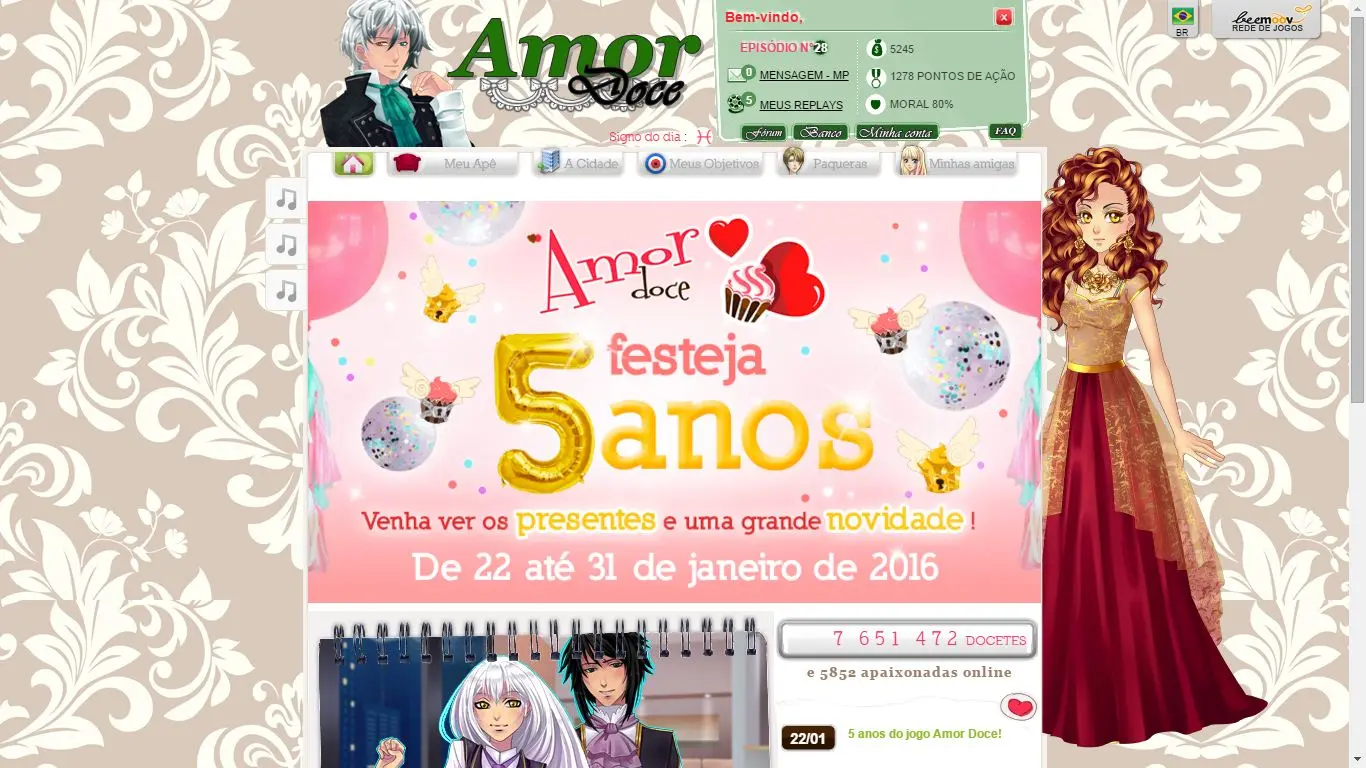 Amor
Doce
Signo do dia :
Bem-vindo,
x
EPISÓDIO Nº 28
0 MENSAGEM - MP
5 MEUS REPLAYS
5245
1278 PONTOS DE AÇÃO
MORAL 80%
Fórum
Banco
Minha conta
FAQ
BR
beemoov
REDE DE JOGOS
Meu Apê
A Cidade
Meus Objetivos
Paqueras
Minhas amigas
Amor
doce
festeja
5 anos
Venha ver os presentes e uma grande novidade !
De 22 até 31 de janeiro de 2016
7 651 472 DOCETES
e 5852 apaixonadas online
22/01
5 anos do jogo Amor Doce!